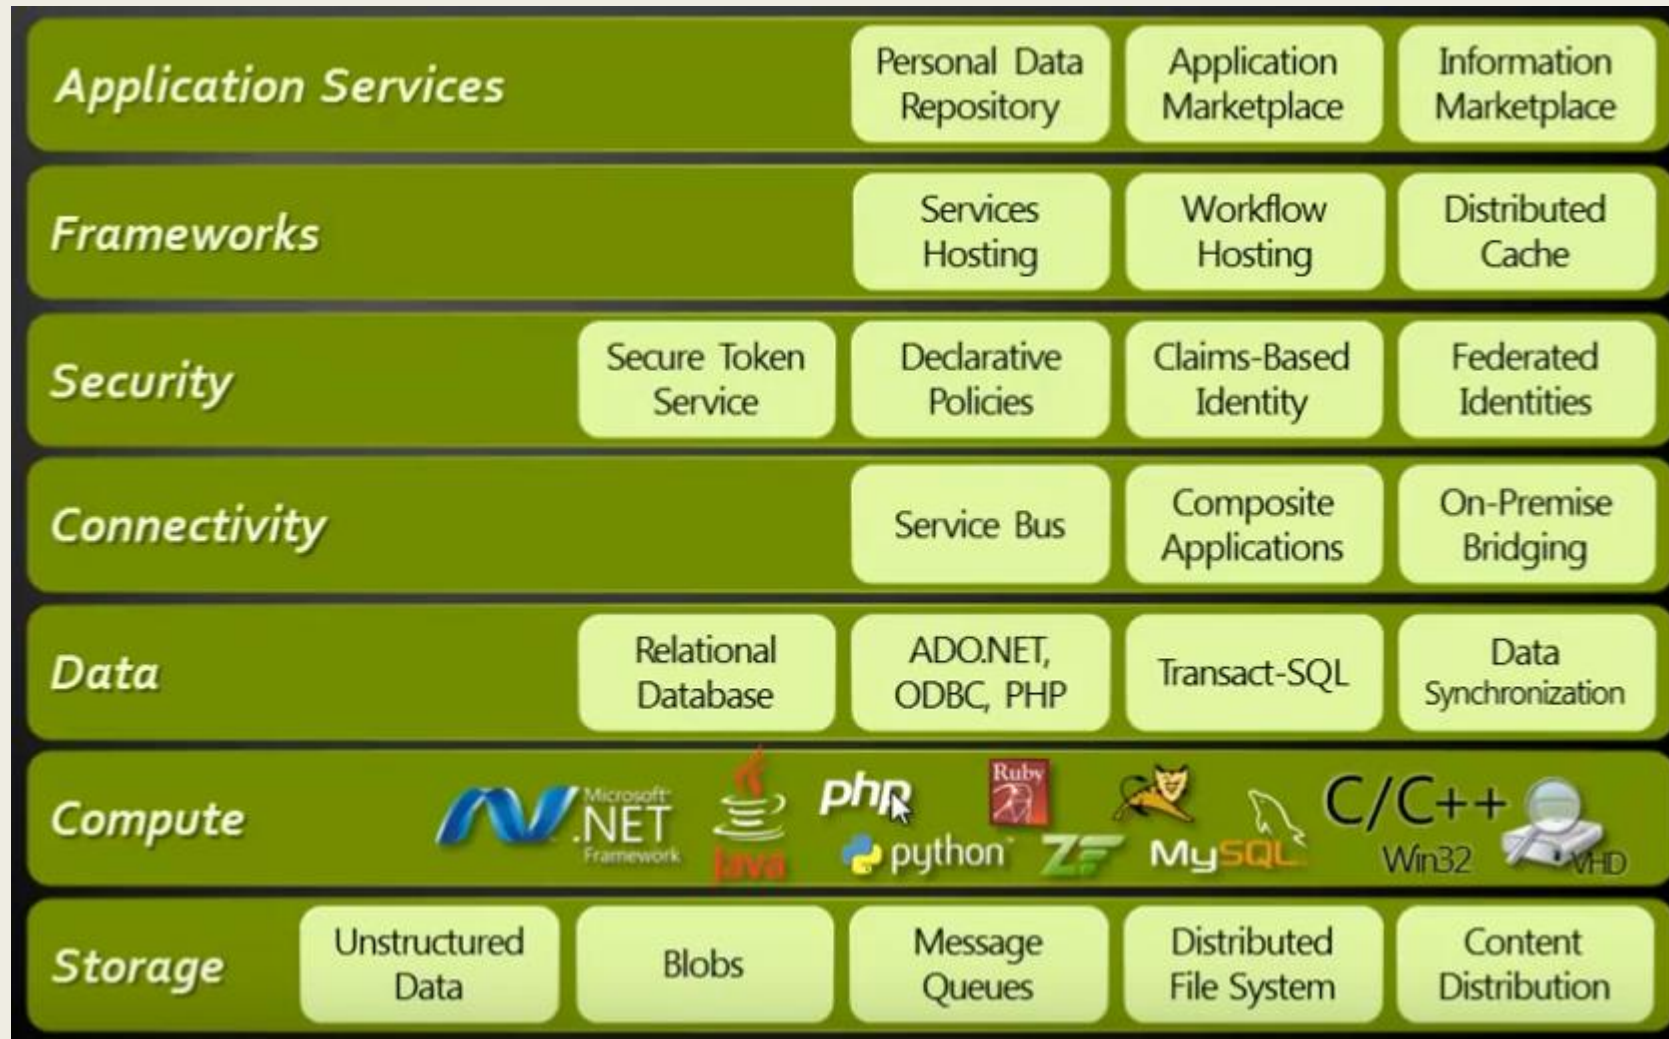 Application Services
Personal Data
Repository
Application
Marketplace
Information
Marketplace
Frameworks
Services
Hosting
Workflow
Hosting
Distributed
Cache
Security
Secure Token
Service
Declarative
Policies
Claims-Based
Identity
Federated
Identities
Connectivity
Service Bus
Composite
Applications
On-Premise
Bridging
Data
Relational
Database
ADO.NET,
ODBC, PHP
Transact-SQL
Data
Synchronization
Compute
Microsoft
.NET
Framework
Java
php
python
Ruby
ZF
MySQL
C/C++
Win32
VHD
Storage
Unstructured
Data
Blobs
Message
Queues
Distributed
File System
Content
Distribution